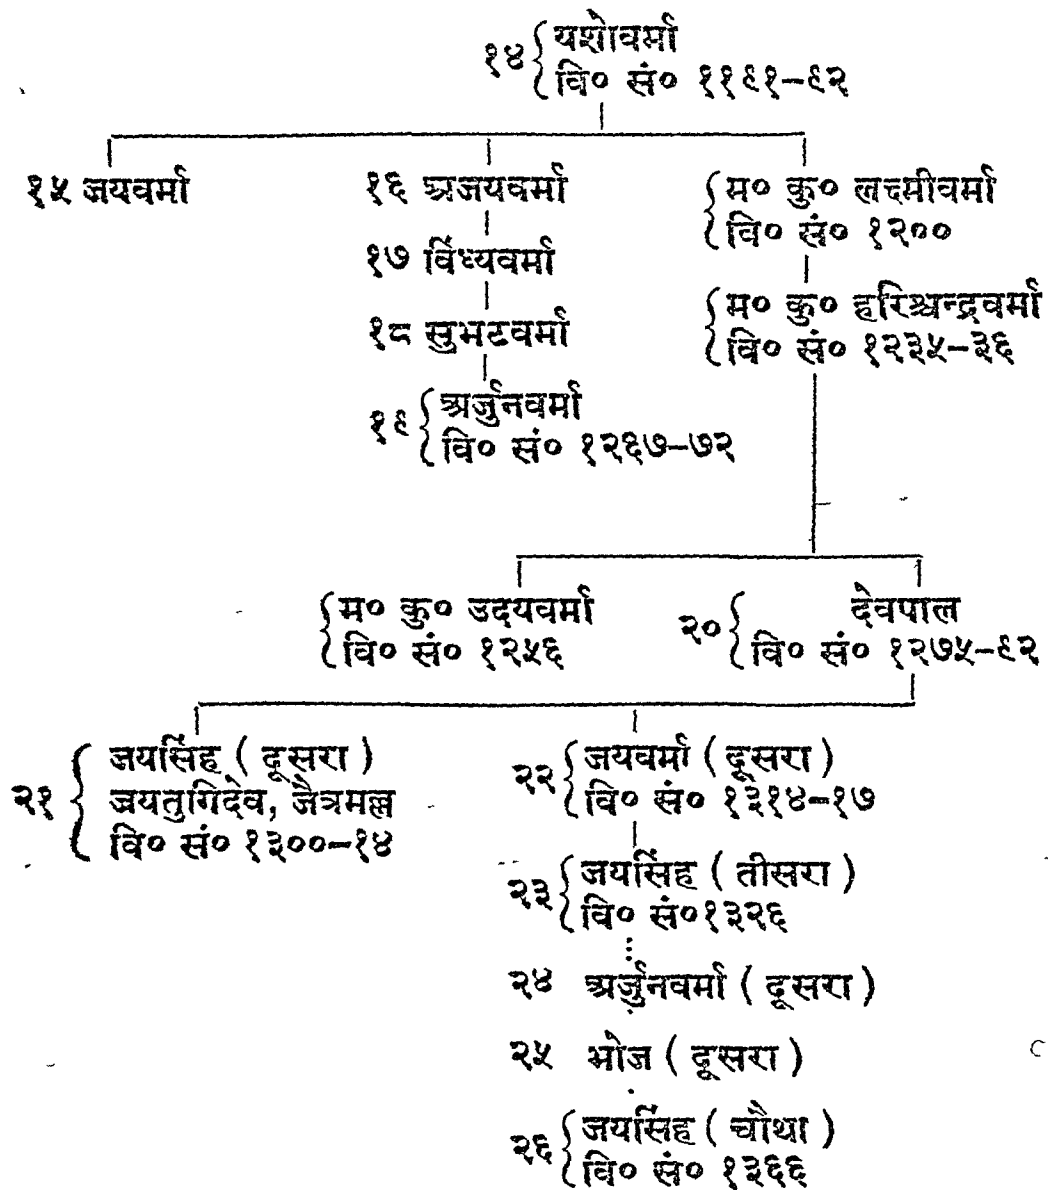 १४ यशोवर्मा
वि० सं० ११९१-९२
१५ जयवर्मा
१६ अजयवर्मा
म० कु० लक्ष्मीवर्मा
वि० सं० १२००
१७ विंध्यवर्मा
म० कु० हरिश्चन्द्रवर्मा
वि० सं० १२३५-३६
१८ सुभटवर्मा
१९ अर्जुनवर्मा
वि० सं० १२६७-७२
म० कु० उदयवर्मा
वि० सं० १२५६
२० देवपाल
वि० सं० १२७५-९२
२१ जयसिंह ( दूसरा )
जयतुगिदेव, जैत्रमल्ल
वि० सं० १३००-१४
२२ जयवर्मा ( दूसरा )
वि० सं० १३१४-१७
२३ जयसिंह ( तीसरा )
वि० सं०१३२६
२४ अर्जुनवर्मा ( दूसरा )
२५ भोज ( दूसरा )
२६ जयसिंह ( चौथा )
वि० सं० १३६६